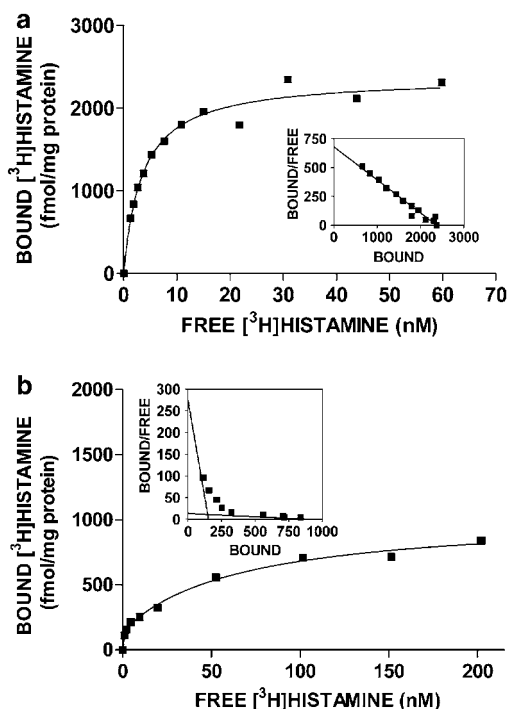 a
BOUND [³H]HISTAMINE
(fmol/mg protein)
3000
2000
1000
0
0 10 20 30 40 50 60 70
FREE [³H]HISTAMINE (nM)
BOUND/FREE
750
500
250
0
0 1000 2000 3000
BOUND
b
BOUND [³H]HISTAMINE
(fmol/mg protein)
2000
1500
1000
500
0
0 50 100 150 200
FREE [³H]HISTAMINE (nM)
BOUND/FREE
300
250
200
150
100
50
0
0 250 500 750 1000
BOUND